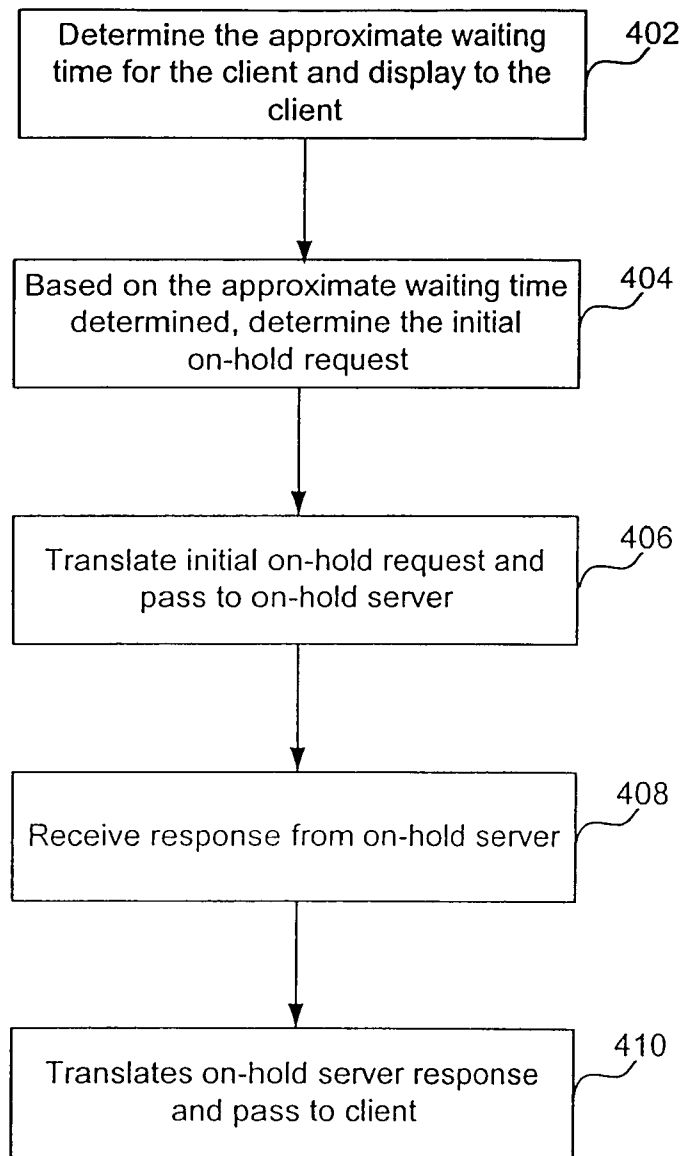 Determine the approximate waiting
time for the client and display to the
client
402
Based on the approximate waiting time
determined, determine the initial
on-hold request
404
Translate initial on-hold request and
pass to on-hold server
406
Receive response from on-hold server
408
Translates on-hold server response
and pass to client
410